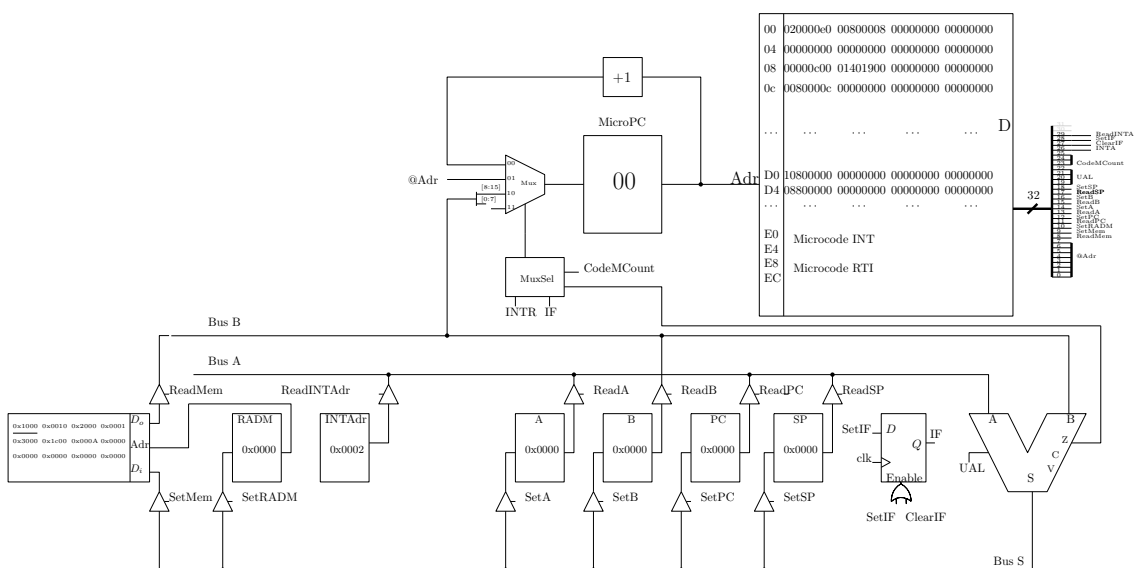 00 020000e0 00800008 00000000 00000000
04 00000000 00000000 00000000 00000000
08 00000c00 01401900 00000000 00000000
0c 0080000c 00000000 00000000 00000000
... ... ... ... ...
D0 10800000 00000000 00000000 00000000
D4 08800000 00000000 00000000 00000000
... ... ... ... ...
E0
E4
Microcode INT
E8
EC
Microcode RTI
Adr
D
32
ReadINTA
SetIF
ClearIF
INTA
CodeMCount
UAL
SetSP
ReadSP
SetB
ReadB
SetA
ReadA
SetPC
ReadPC
SetRADM
SetMem
ReadMem
@Adr
+1
MicroPC
00
@Adr
00
01
10
11
[8:15]
[0:7]
Mux
MuxSel
CodeMCount
INTR IF
Bus B
Bus A
ReadMem
ReadINTAdr
ReadA
ReadB
ReadPC
ReadSP
0x1000 0x0010 0x2000 0x0001
0x3000 0x1c00 0x000A 0x0000
0x0000 0x0000 0x0000 0x0000
Do
Adr
Di
RADM
0x0000
INTAdr
0x0002
A
0x0000
B
0x0000
PC
0x0000
SP
0x0000
SetIF
D
Q
IF
clk
Enable
SetIF ClearIF
A
B
Z
C
V
S
UAL
SetMem
SetRADM
SetA
SetB
SetPC
SetSP
Bus S